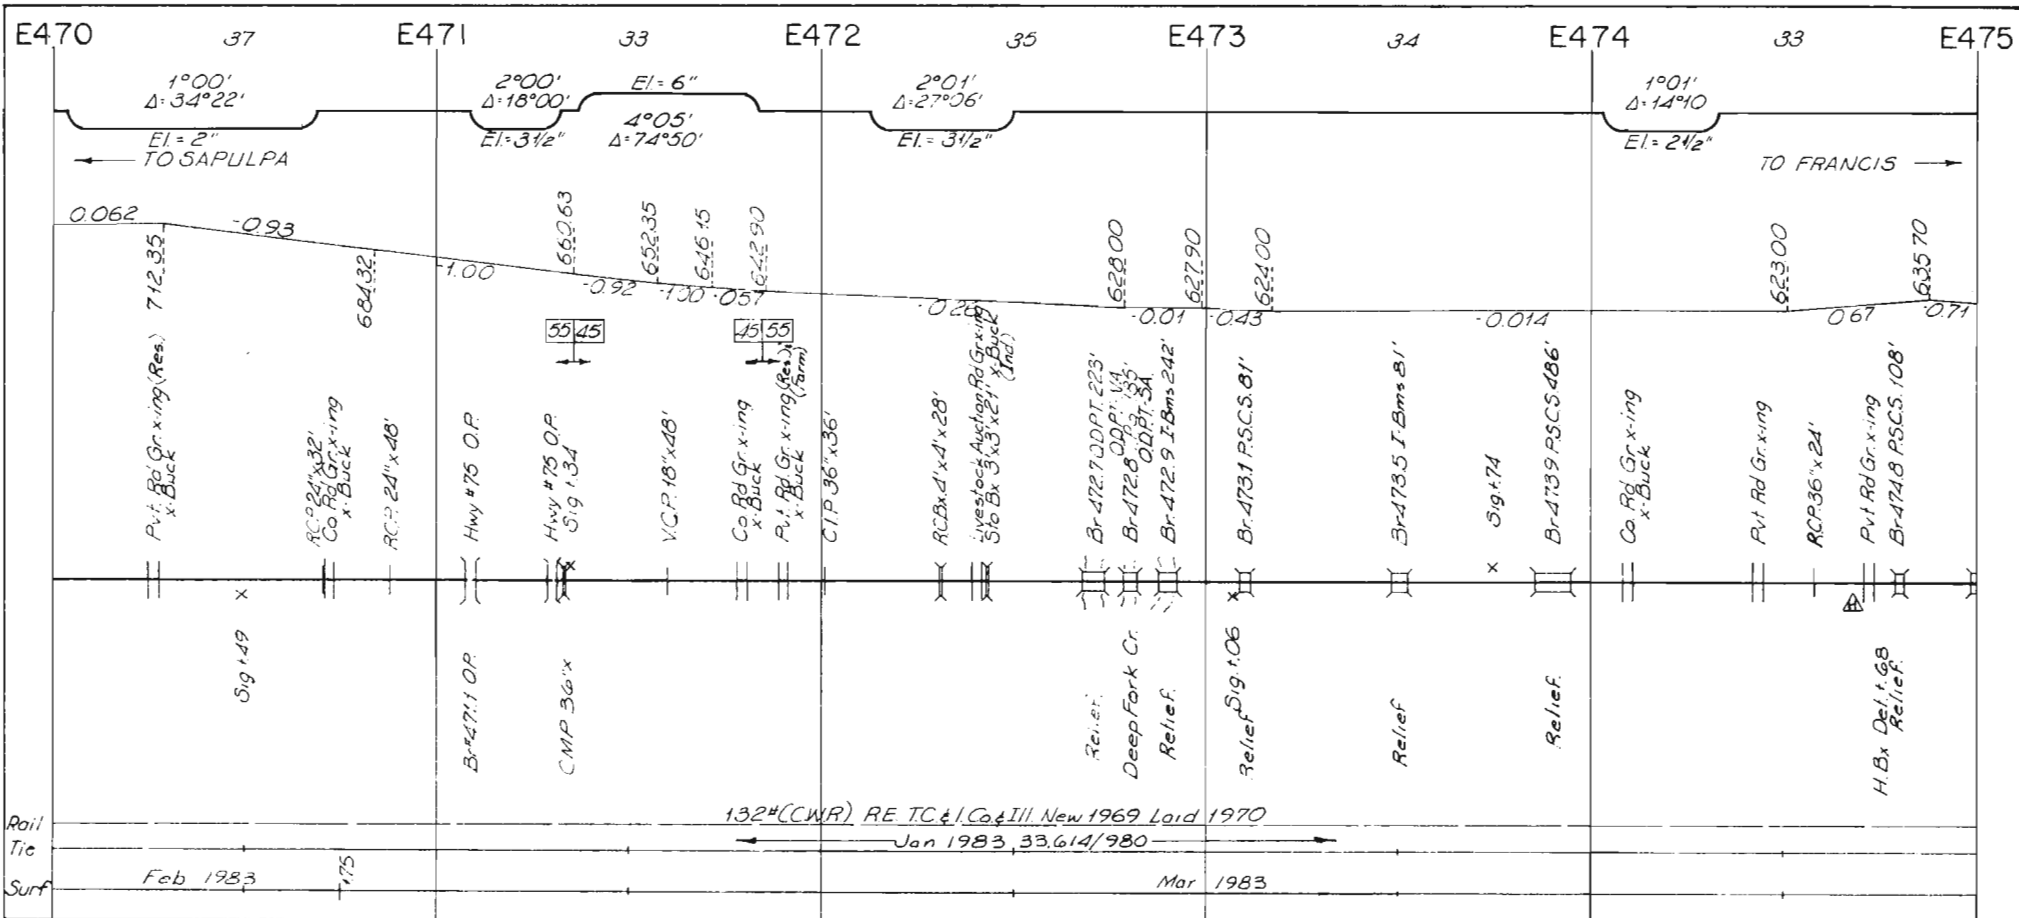 E470 37 E471 33 E472 35 E473 34 E474 33 E475
1°00'
Δ=34°22'
El.=2"
2°00'
Δ=18°00'
El=3½"
El.=6"
4°05'
Δ=74°50'
2°01'
Δ=27°06'
El.=3½"
1°01'
Δ=14°10
El.=2½"
TO SAPULPA
TO FRANCIS
0.062
-0.93
-1.00
-0.92
-1.00
-0.57
-0.26
-0.01
-0.43
-0.014
0.67
-0.71
712.35
684.32
660.63
652.35
646.15
642.90
628.00
627.90
624.00
623.00
635.70
55 45
45 55
Pvt. Rd Gr. x-ing (Res.)
x-Buck
RCP 24"x32'
Co Rd Gr x-ing
x-Buck
RCP. 24"x48'
Hwy #75 O.P.
Hwy #75 O.P.
Sig +.34
V.C.P. 18"x48'
Co Rd Gr x-ing
x-Buck
Pvt. Rd. Gr. x-ing (Res.)
x-Buck (Farm)
C.I.P. 36"x36'
RCBx 4'x4'x28'
Livestock Auction Rd Gr x-ing
x-Buck
(Ind)
Sto Bx 3'x3'x21'
Br 472.7 ODPT. 223'
ODPT. VA
Br 472.8
O.D.P.T.-SA
Br. 472.9 I-Bms 242'
Br 473.1 P.S.C.S. 81'
Br 473.5 I-Bms 81'
Sig +.74
Br 473.9 P.S.C.S. 486'
Co. Rd Gr x-ing
x-Buck
Pvt Rd Gr. x-ing
R.C.P. 36"x24'
Pvt Rd Gr x-ing
Br 474.8 P.S.C.S. 108'
Sig +.49
Br#471.1 O.P.
CMP 36"x
Relief
Deep Fork Cr.
Relief
Sig. +.06
Relief
Relief
Relief
H.Bx Det.+.68
Relief
Rail 132#(CWR) RE T.C & I. Co & Ill. New 1969 Laid 1970
Tie Jan 1983 33,614/980
Surf Feb 1983 +.75 Mar 1983